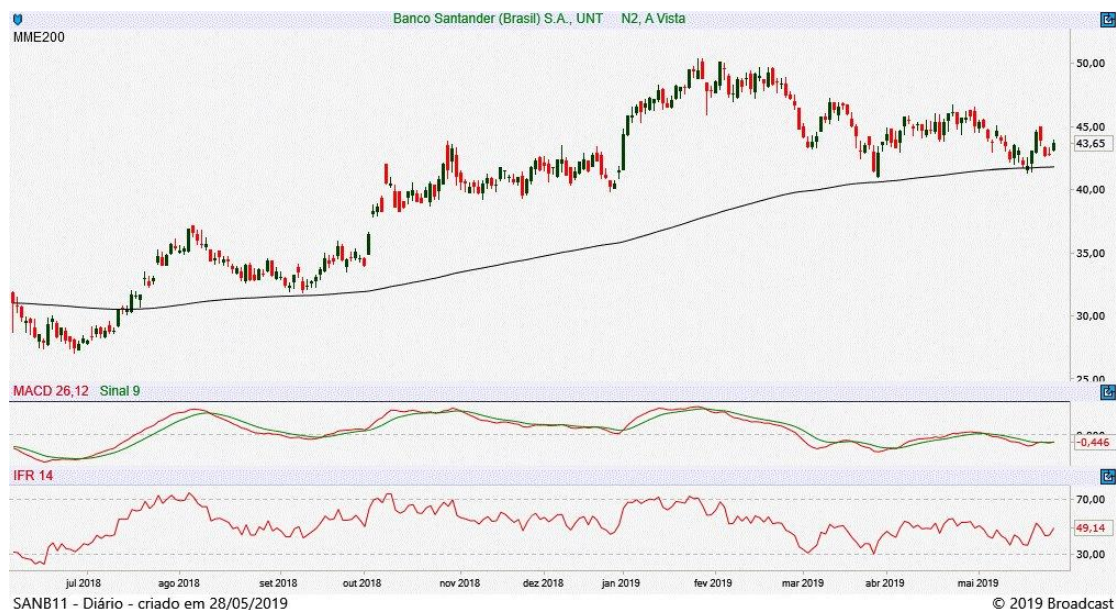 Banco Santander (Brasil) S.A., UNT N2, A Vista
MME200
50,00
45,00
43,65
40,00
35,00
30,00
25,00
MACD 26,12 Sinal 9
-0,446
IFR 14
70,00
49,14
30,00
jul 2018 ago 2018 set 2018 out 2018 nov 2018 dez 2018 jan 2019 fev 2019 mar 2019 abr 2019 mai 2019
SANB11 - Diário - criado em 28/05/2019 © 2019 Broadcast